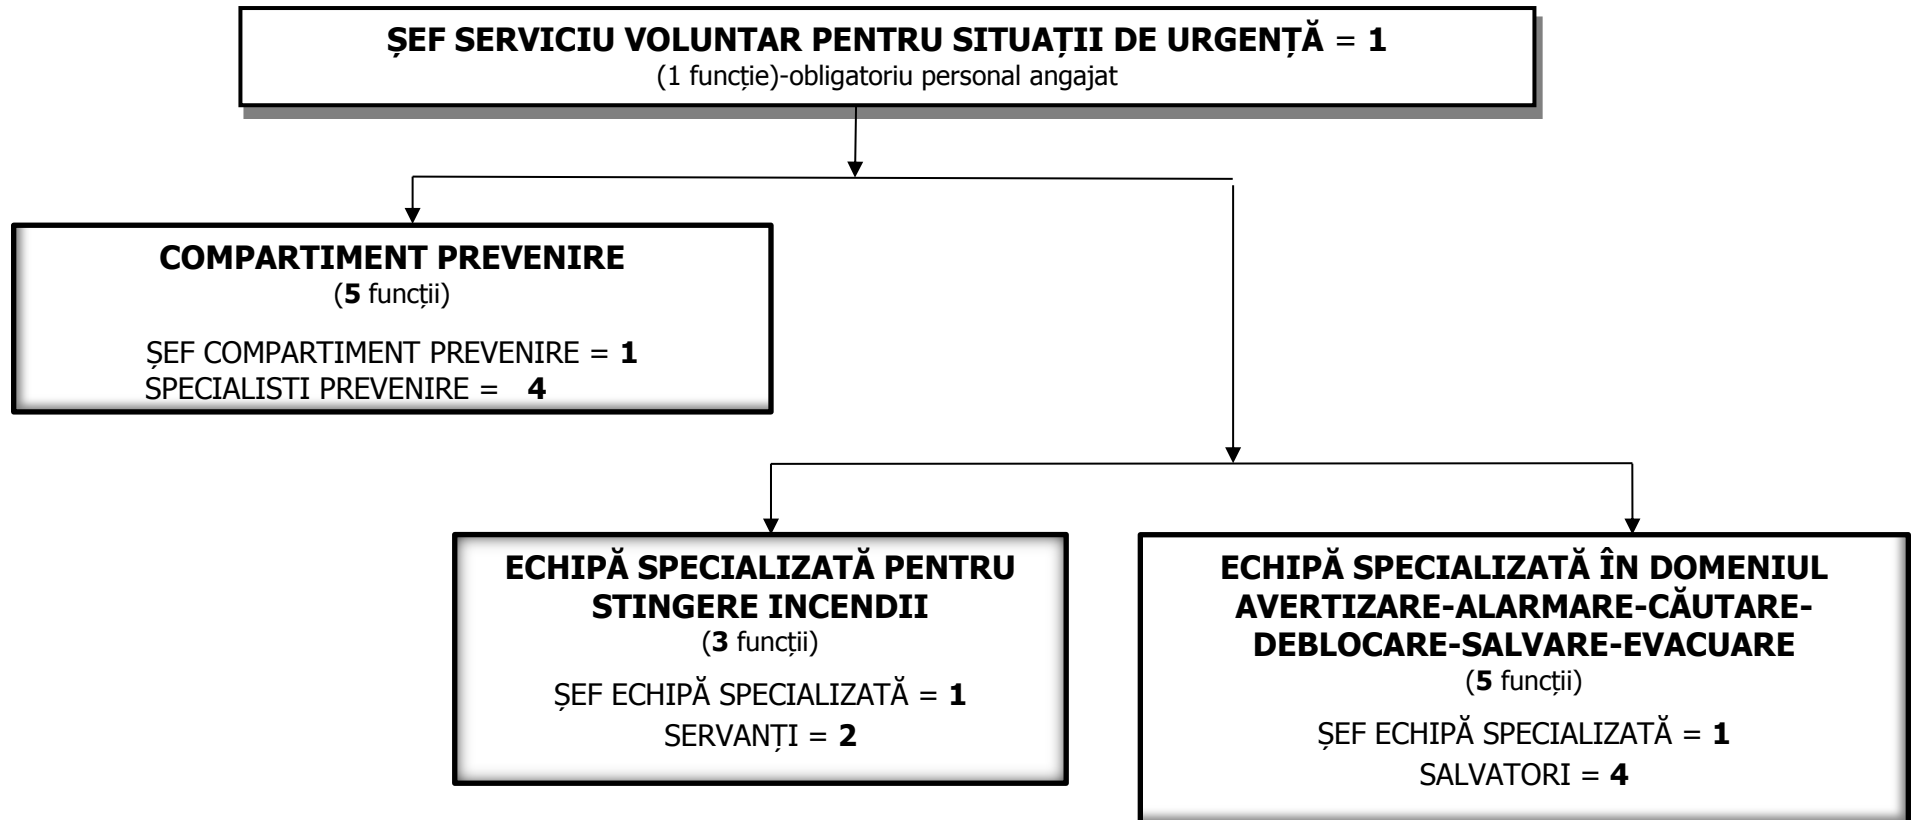 ȘEF SERVICIU VOLUNTAR PENTRU SITUAȚII DE URGENȚĂ = 1
(1 funcție)-obligatoriu personal angajat
COMPARTIMENT PREVENIRE
(5 funcții)
ȘEF COMPARTIMENT PREVENIRE = 1
SPECIALISTI PREVENIRE = 4
ECHIPĂ SPECIALIZATĂ PENTRU
STINGERE INCENDII
(3 funcții)
ȘEF ECHIPĂ SPECIALIZATĂ = 1
SERVANȚI = 2
ECHIPĂ SPECIALIZATĂ ÎN DOMENIUL
AVERTIZARE-ALARMARE-CĂUTARE-
DEBLOCARE-SALVARE-EVACUARE
(5 funcții)
ȘEF ECHIPĂ SPECIALIZATĂ = 1
SALVATORI = 4